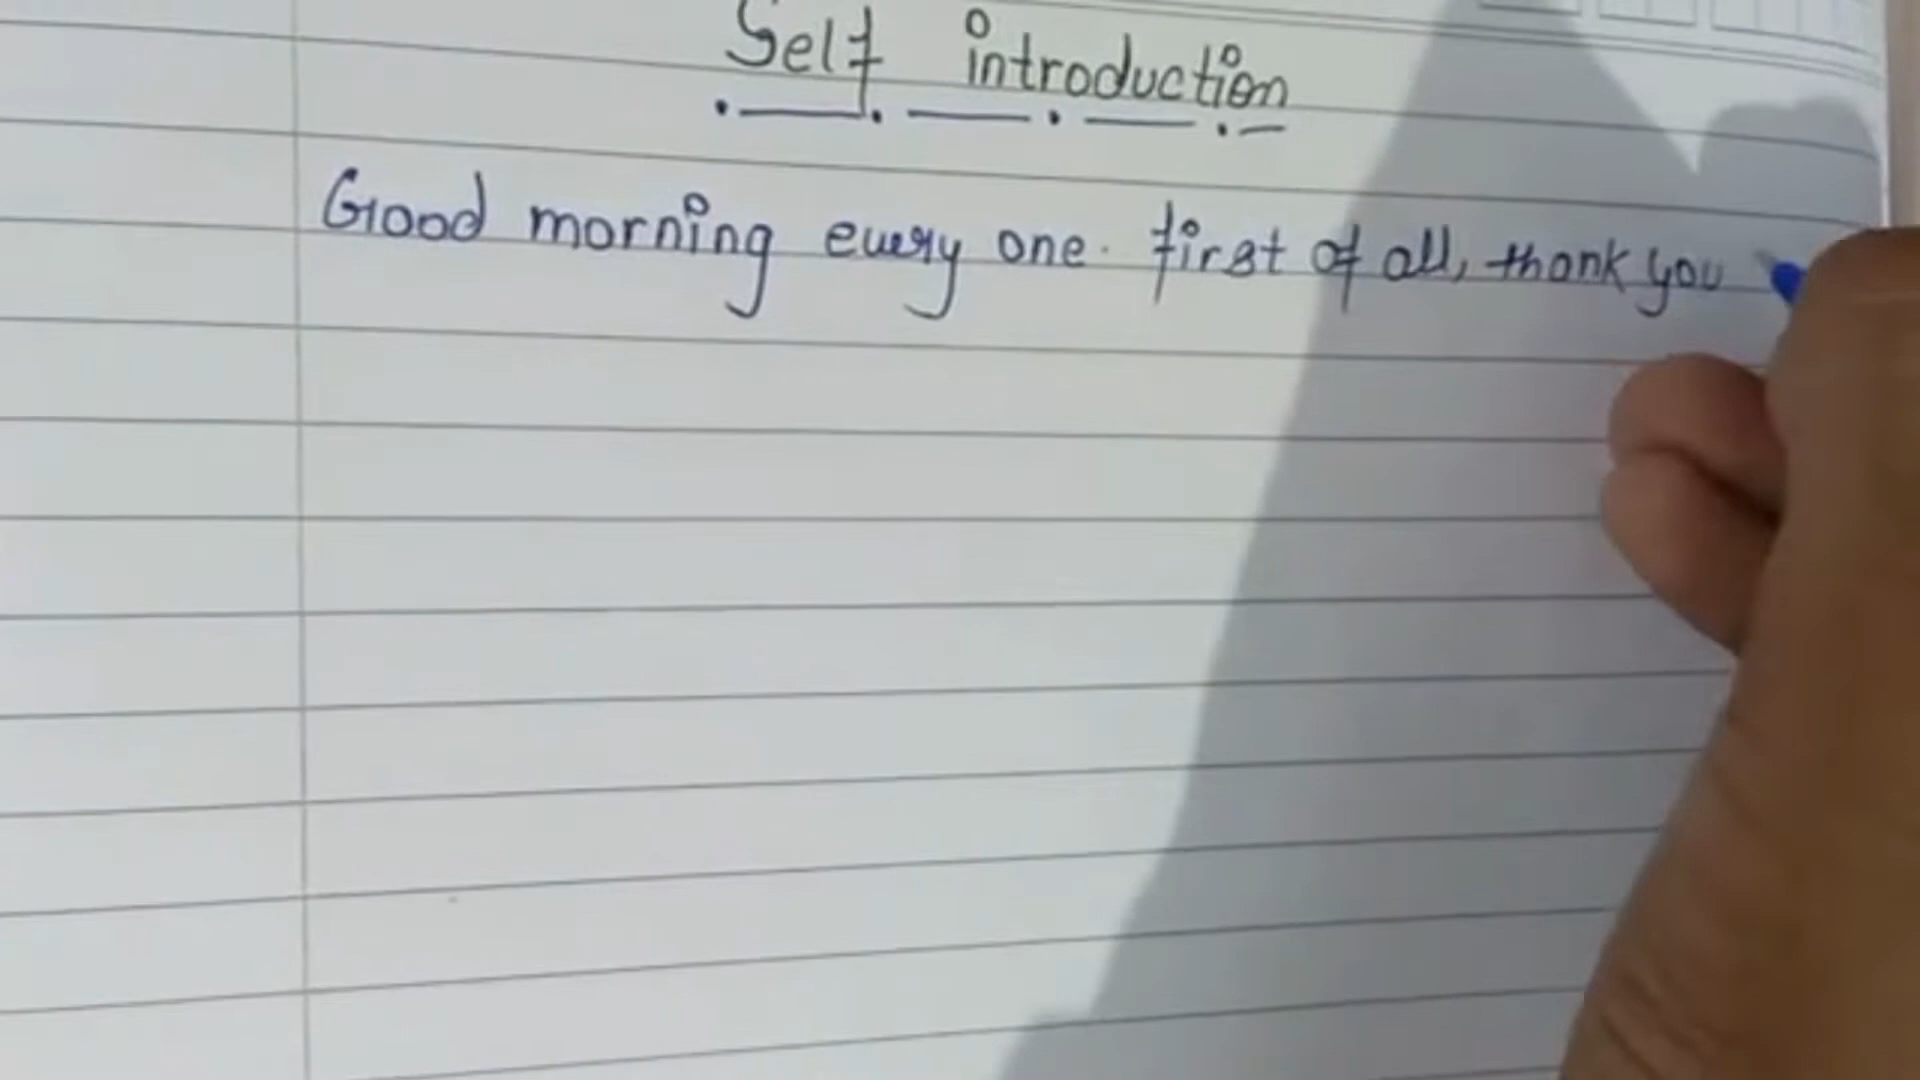 Self introduction
Good morning every one. first of all, thank you